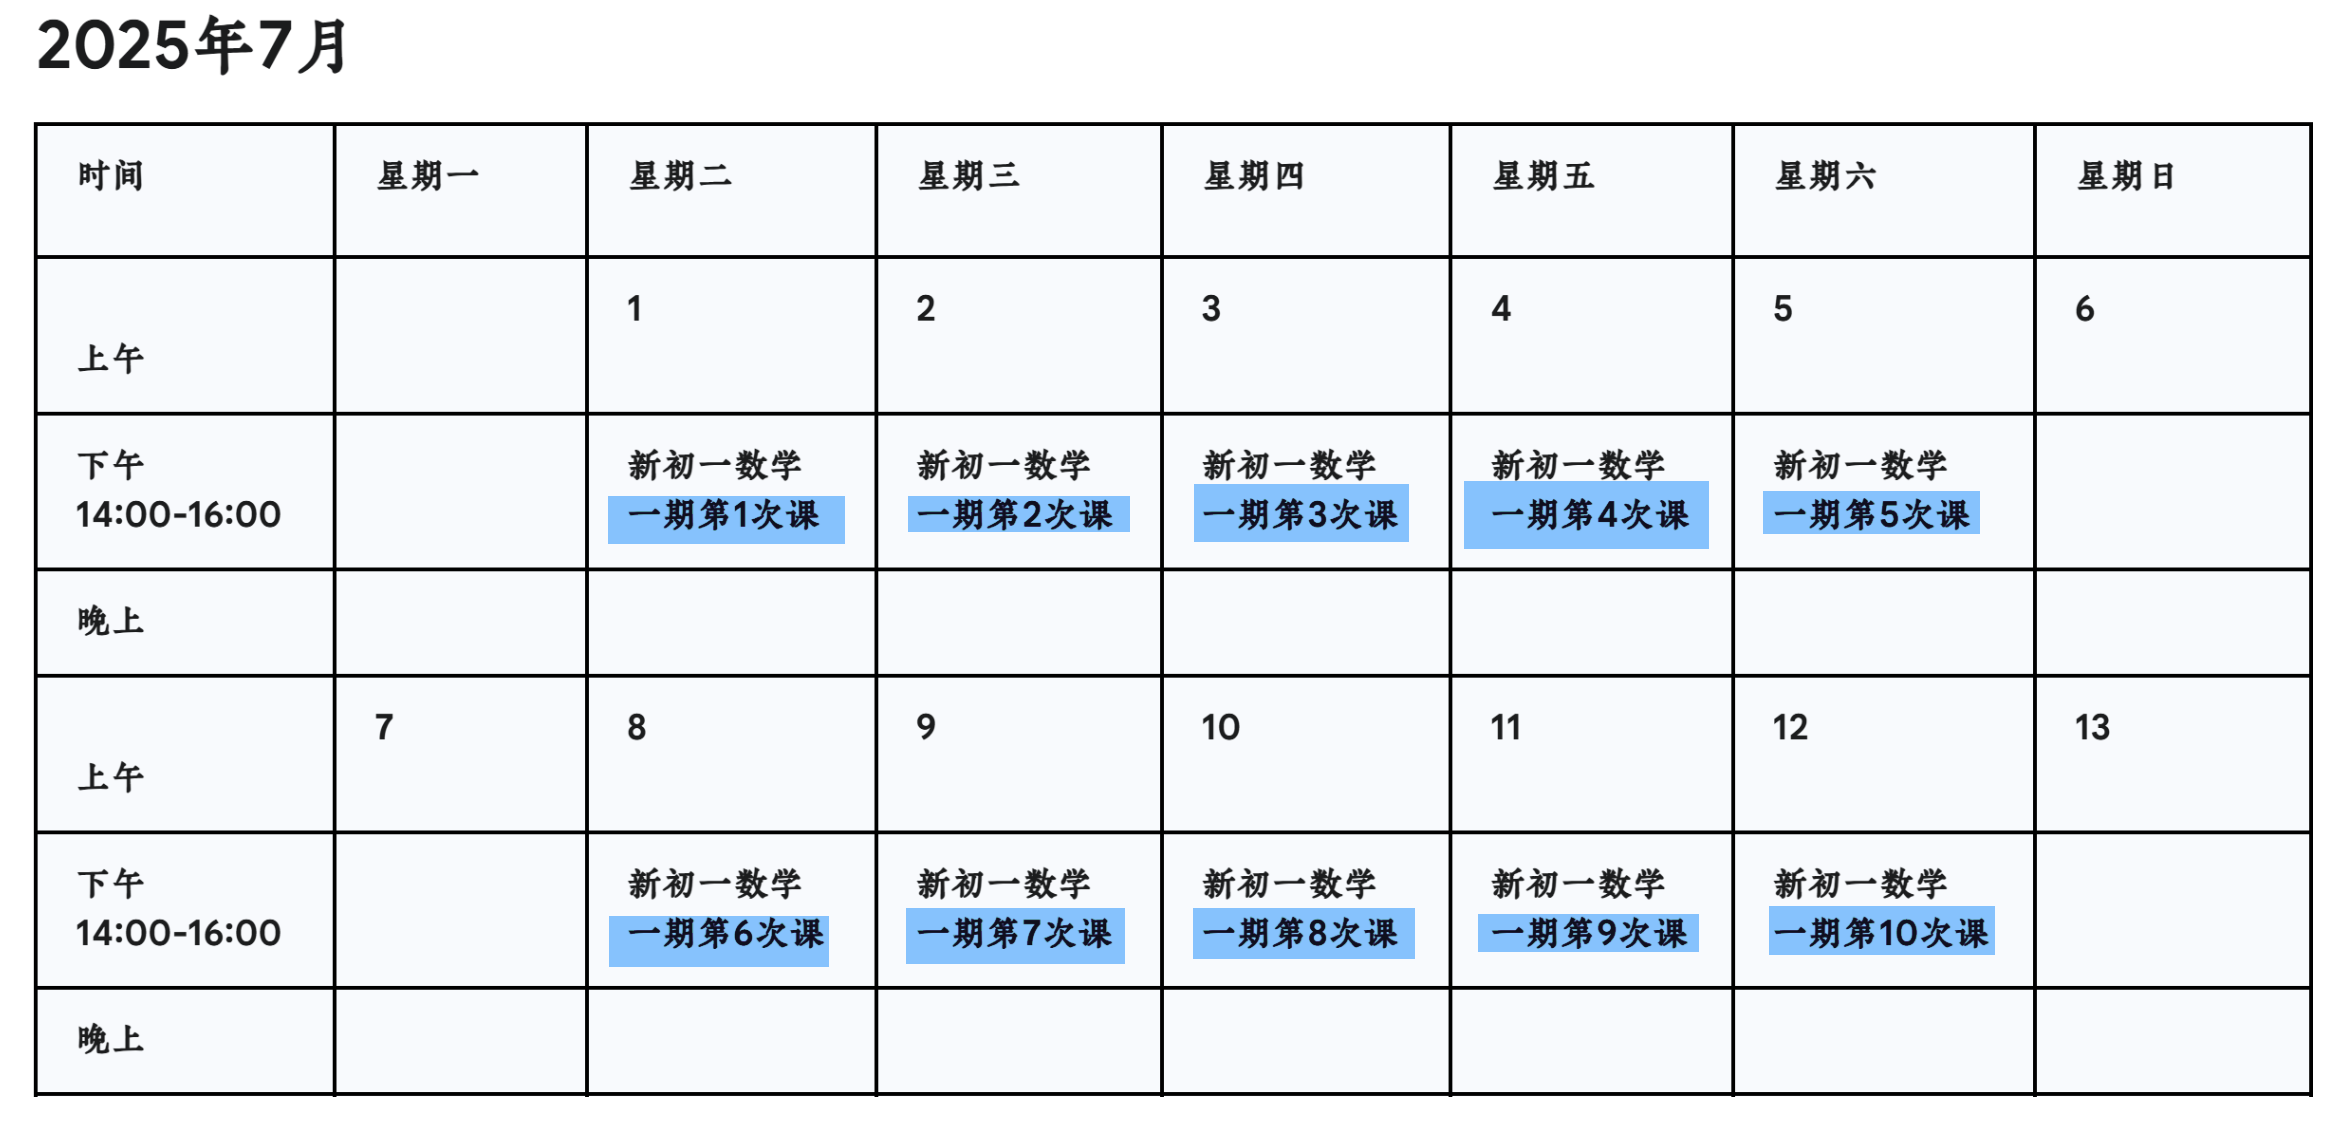 2025年7月
时间 星期一 星期二 星期三 星期四 星期五 星期六 星期日
1 2 3 4 5 6
上午
下午 新初一数学 新初一数学 新初一数学 新初一数学 新初一数学
14:00-16:00 一期第1次课 一期第2次课 一期第3次课 一期第4次课 一期第5次课
晚上
7 8 9 10 11 12 13
上午
下午 新初一数学 新初一数学 新初一数学 新初一数学 新初一数学
14:00-16:00 一期第6次课 一期第7次课 一期第8次课 一期第9次课 一期第10次课
晚上